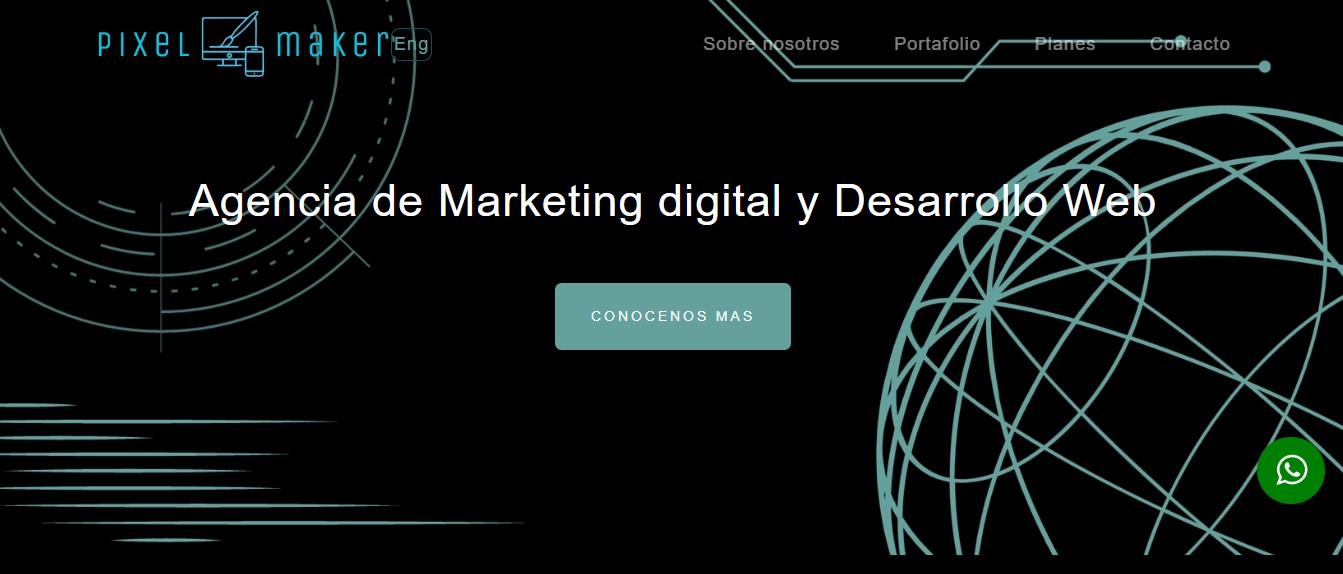 PIXEL maker Eng Sobre nosotros Portafolio Planes Contacto
Agencia de Marketing digital y Desarrollo Web
CONOCENOS MAS